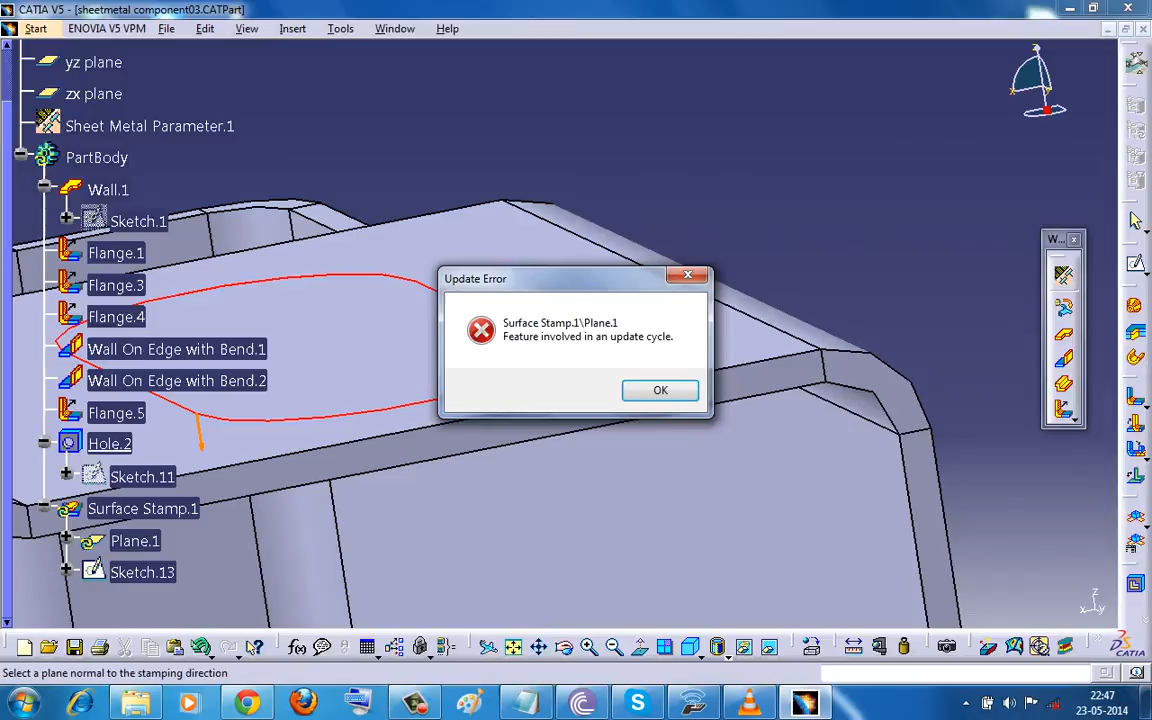 CATIA V5 - [sheetmetal component03.CATPart]
Start ENOVIA V5 VPM File Edit View Insert Tools Window Help
yz plane
zx plane
Sheet Metal Parameter.1
PartBody
Wall.1
Sketch.1
Flange.1
Flange.3
Flange.4
Wall On Edge with Bend.1
Wall On Edge with Bend.2
Flange.5
Hole.2
Sketch.11
Surface Stamp.1
Plane.1
Sketch.13
Update Error
Surface Stamp.1\Plane.1
Feature involved in an update cycle.
OK
W...
z
x y
f(x)
CATIA
Select a plane normal to the stamping direction
22:47
23-05-2014